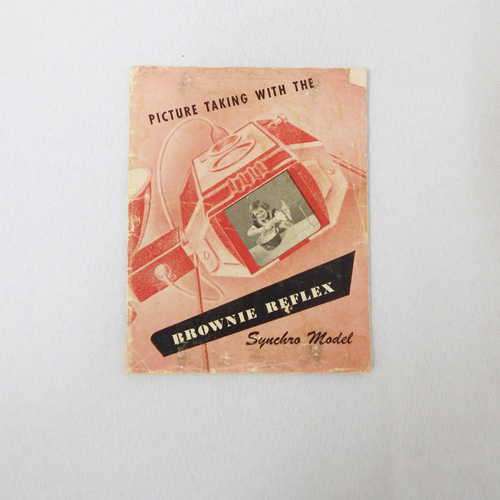 PICTURE TAKING WITH THE
BROWNIE REFLEX
Synchro Model